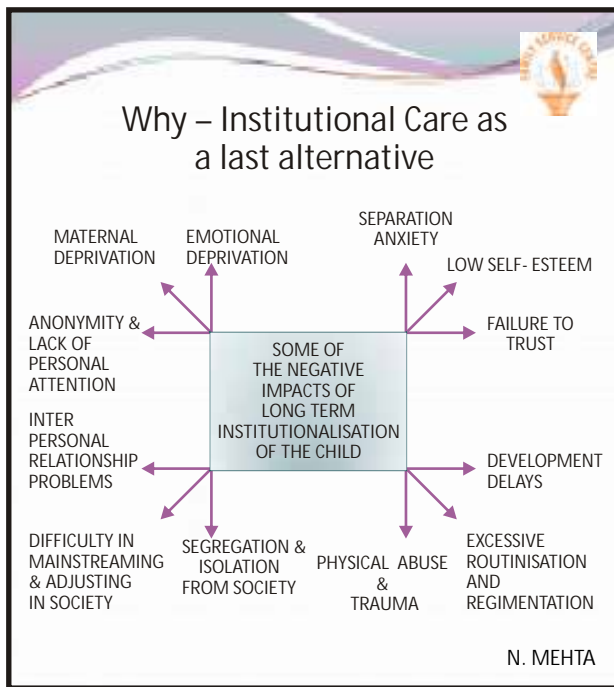 FAMILY SERVICE CENTRE
Why – Institutional Care as
a last alternative
MATERNAL
DEPRIVATION
EMOTIONAL
DEPRIVATION
SEPARATION
ANXIETY
LOW SELF- ESTEEM
ANONYMITY &
LACK OF
PERSONAL
ATTENTION
SOME OF
THE NEGATIVE
IMPACTS OF
LONG TERM
INSTITUTIONALISATION
OF THE CHILD
FAILURE TO
TRUST
INTER
PERSONAL
RELATIONSHIP
PROBLEMS
DEVELOPMENT
DELAYS
DIFFICULTY IN
MAINSTREAMING
& ADJUSTING
IN SOCIETY
SEGREGATION &
ISOLATION
FROM SOCIETY
PHYSICAL ABUSE
&
TRAUMA
EXCESSIVE
ROUTINISATION
AND
REGIMENTATION
N. MEHTA